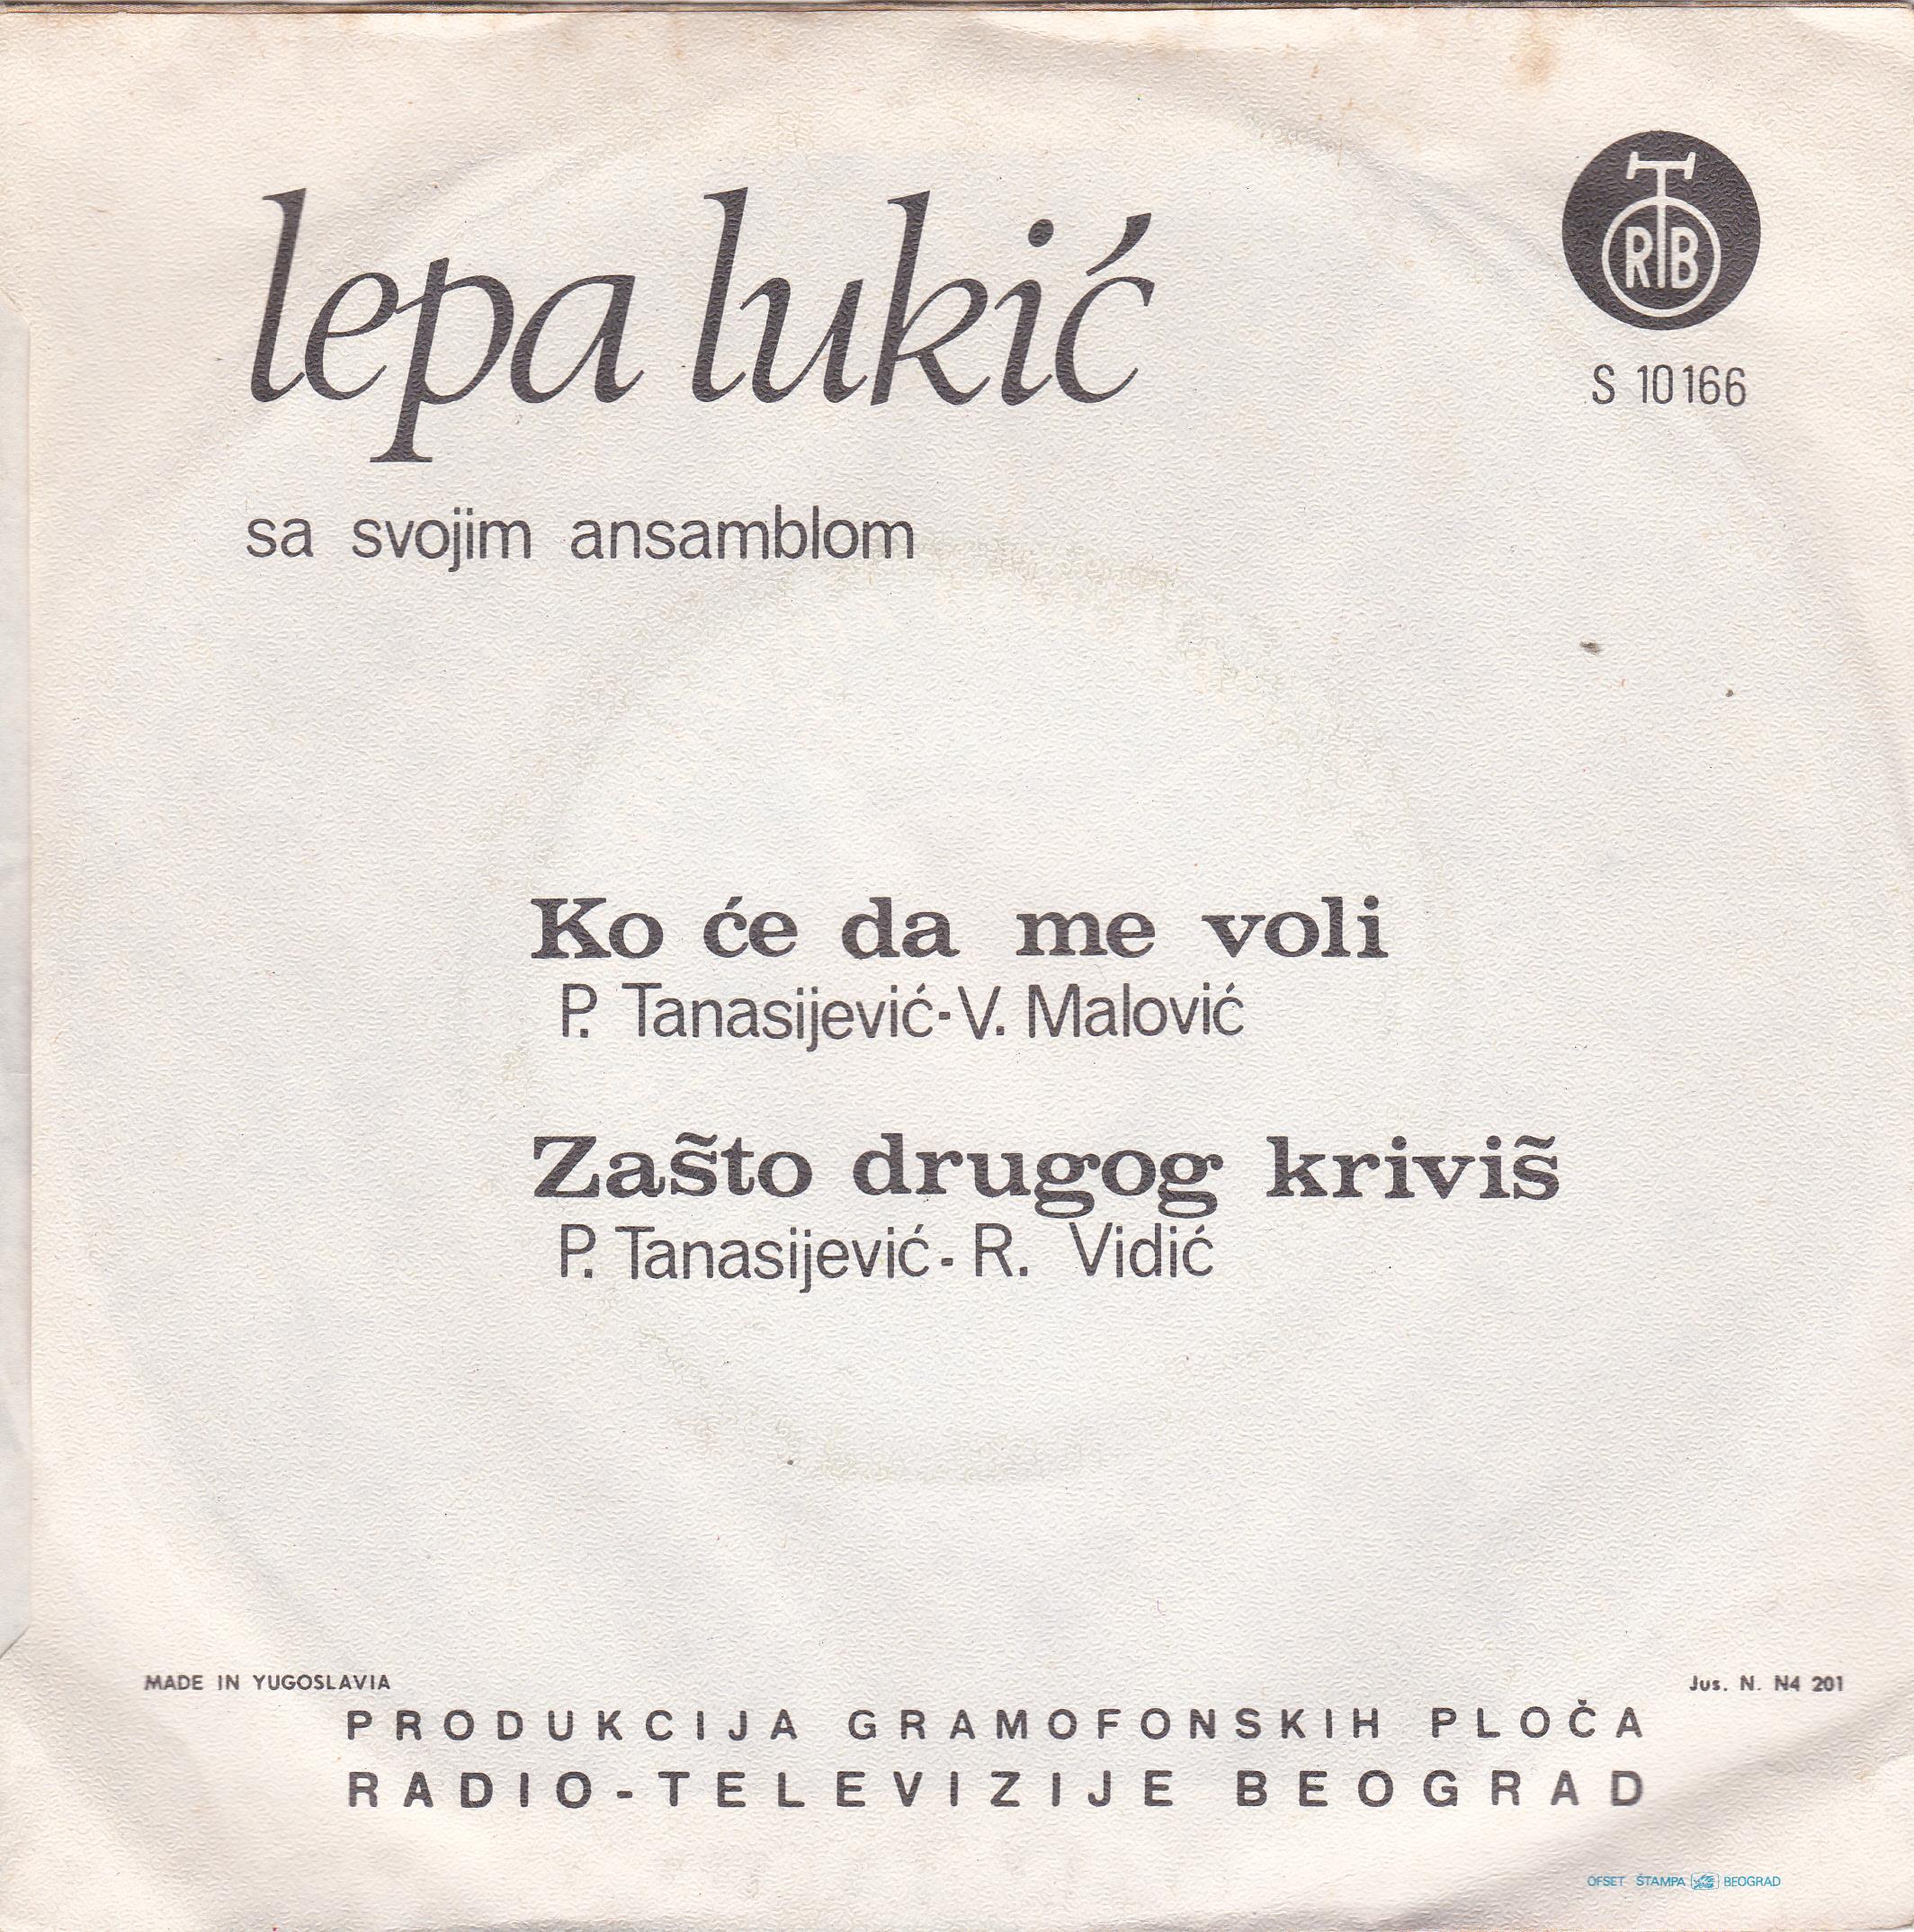 lepa lukić
RTB
S 10166
sa svojim ansamblom
Ko će da me voli
P. Tanasijević-V. Malović
Zašto drugog kriviš
P. Tanasijević- R. Vidić
MADE IN YUGOSLAVIA
Jus. N. N4 201
PRODUKCIJA GRAMOFONSKIH PLOČA
RADIO-TELEVIZIJE BEOGRAD
OFSET ŠTAMPA BEOGRAD